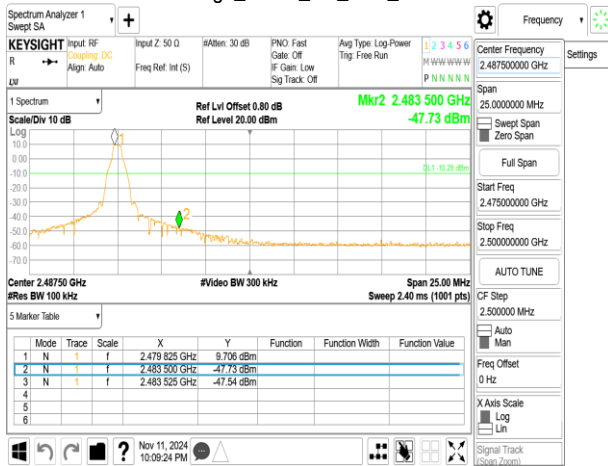 Spectrum Analyzer 1
Swept SA
+
Frequency
KEYSIGHT
R
Input: RF
Coupling: DC
Align: Auto
Input Z: 50 Ω
Freq Ref: Int (S)
#Atten: 30 dB
PNO: Fast
Gate: Off
IF Gain: Low
Sig Track: Off
Avg Type: Log-Power
Trig: Free Run
1 2 3 4 5 6
M W W W W W
P N N N N N
1 Spectrum
Scale/Div 10 dB
Ref Lvl Offset 0.80 dB
Ref Level 20.00 dBm
Mkr2 2.483 500 GHz
-47.73 dBm
Log
10.0
0.00
-10.0
-20.0
-30.0
-40.0
-50.0
-60.0
-70.0
1
2
DL1 -10.29 dBm
Center 2.48750 GHz
#Res BW 100 kHz
#Video BW 300 kHz
Span 25.00 MHz
Sweep 2.40 ms (1001 pts)
5 Marker Table
Mode Trace Scale X Y Function Function Width Function Value
1 N 1 f 2.479 825 GHz 9.706 dBm
2 N 1 f 2.483 500 GHz -47.73 dBm
3 N 1 f 2.483 525 GHz -47.54 dBm
4
5
6
?
Nov 11, 2024
10:09:24 PM
Center Frequency
2.487500000 GHz
Span
25.0000000 MHz
Swept Span
Zero Span
Full Span
Start Freq
2.475000000 GHz
Stop Freq
2.500000000 GHz
AUTO TUNE
CF Step
2.500000 MHz
Auto
Man
Freq Offset
0 Hz
X Axis Scale
Log
Lin
Signal Track
(Span Zoom)
Settings